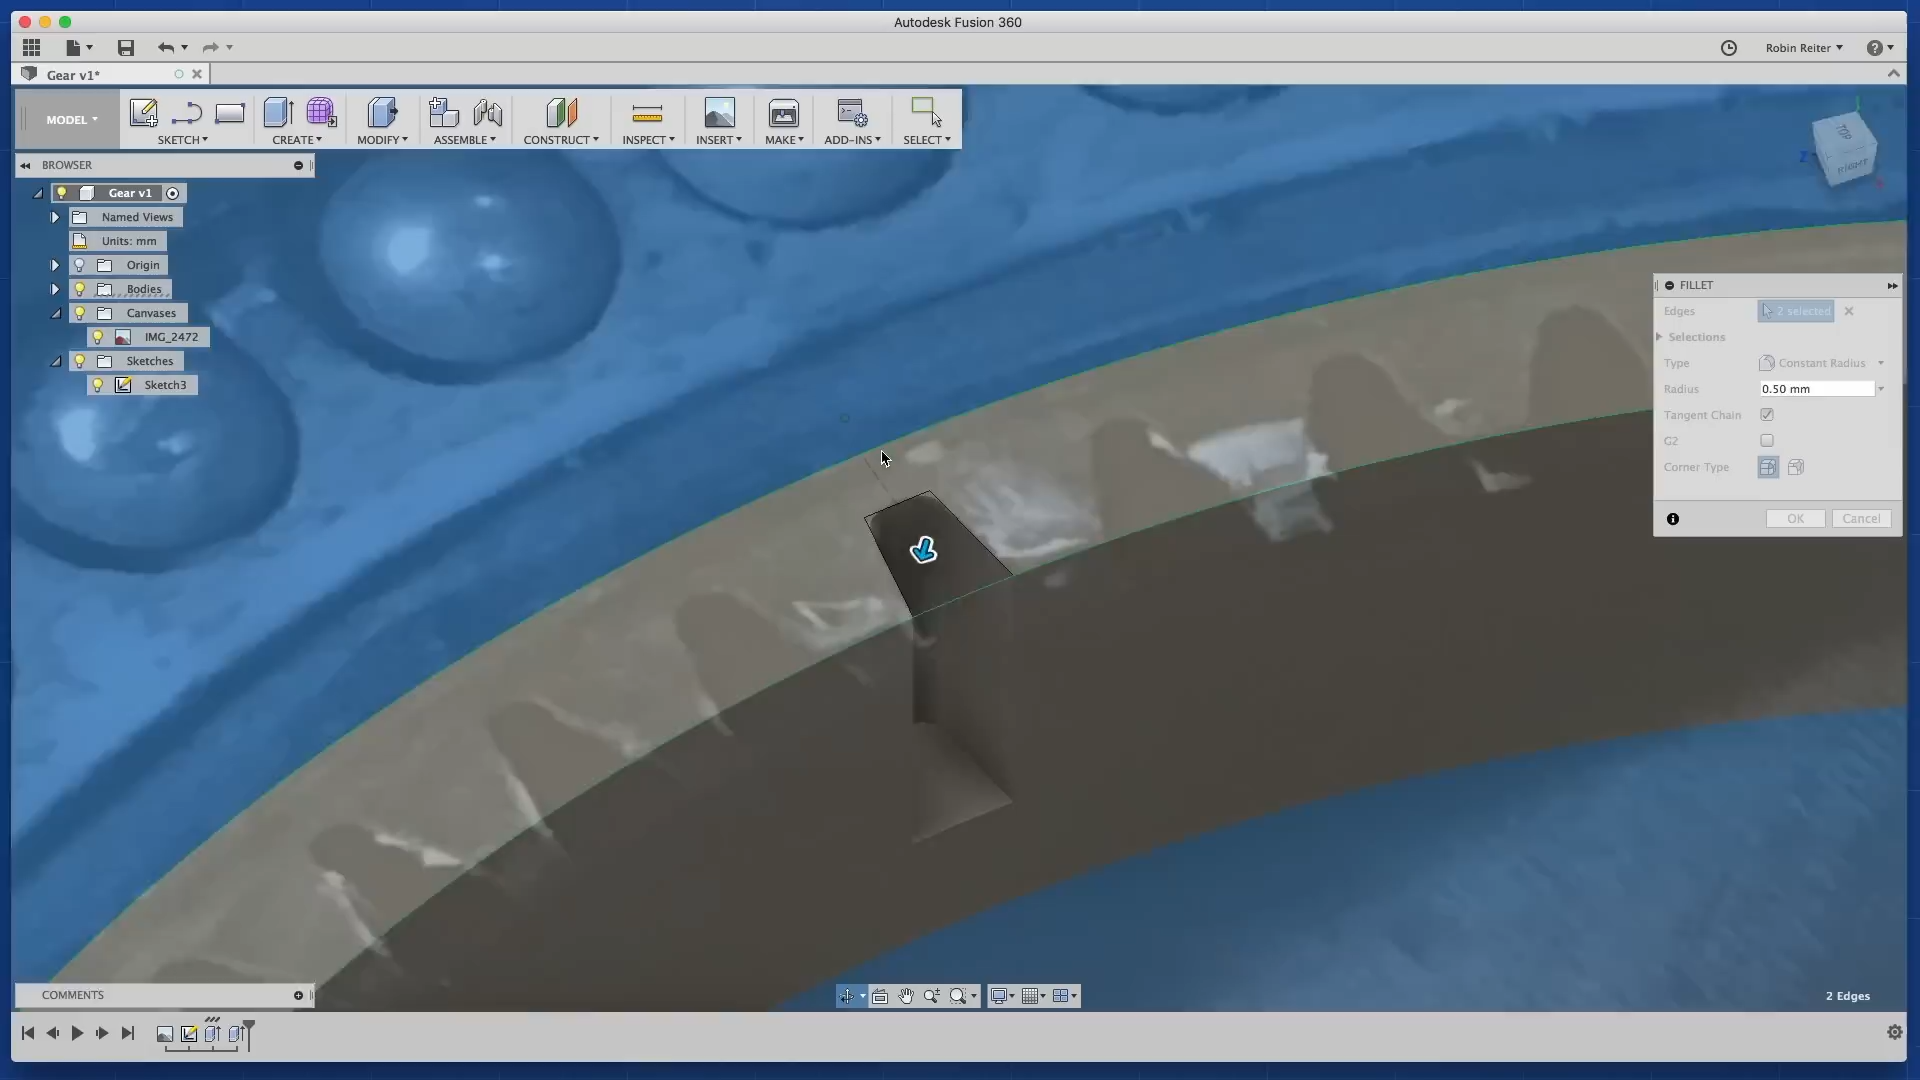 Autodesk Fusion 360
Robin Reiter
Gear v1*
MODEL
SKETCH
CREATE
MODIFY
ASSEMBLE
CONSTRUCT
INSPECT
INSERT
MAKE
ADD-INS
SELECT
TOP
RIGHT
Z
BROWSER
Gear v1
Named Views
Units: mm
Origin
Bodies
Canvases
IMG_2472
Sketches
Sketch3
FILLET
Edges 2 selected
Selections
Type Constant Radius
Radius 0.50 mm
Tangent Chain
G2
Corner Type
OK Cancel
COMMENTS
2 Edges